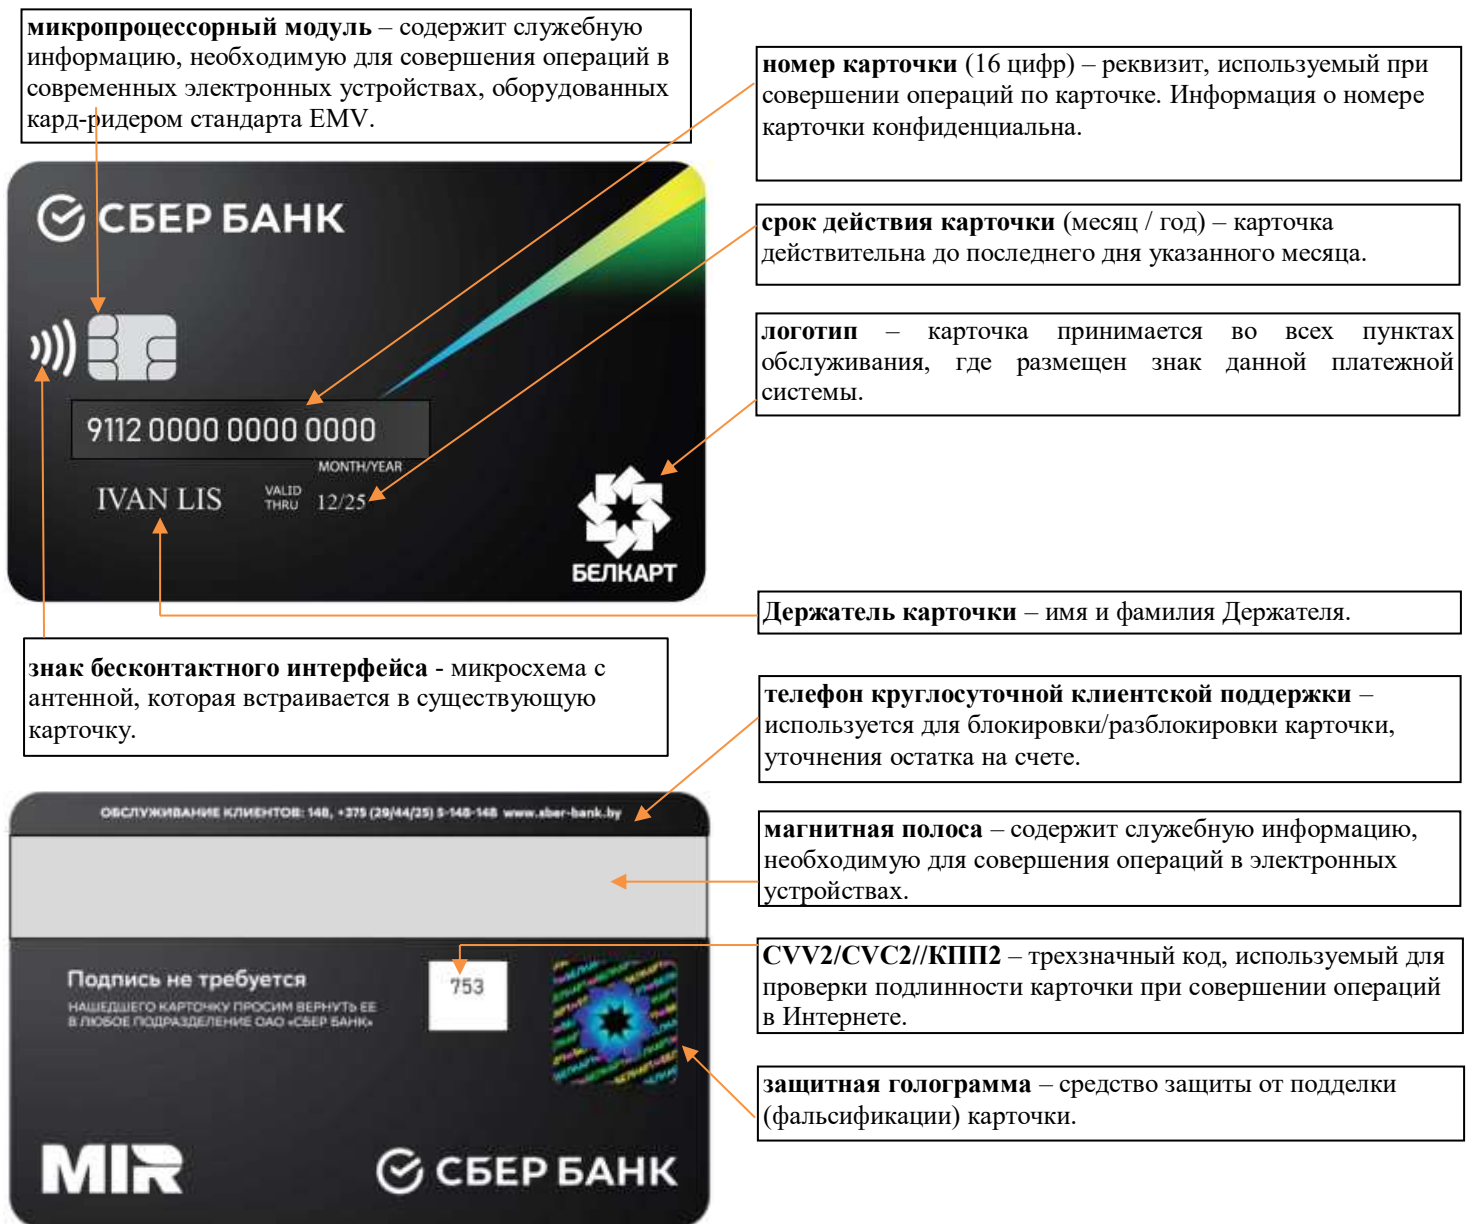 микропроцессорный модуль – содержит служебную
информацию, необходимую для совершения операций в
современных электронных устройствах, оборудованных
кард-ридером стандарта EMV.
номер карточки (16 цифр) – реквизит, используемый при
совершении операций по карточке. Информация о номере
карточки конфиденциальна.
СБЕР БАНК
срок действия карточки (месяц / год) – карточка
действительна до последнего дня указанного месяца.
логотип – карточка принимается во всех пунктах
обслуживания, где размещен знак данной платежной
системы.
9112 0000 0000 0000
MONTH/YEAR
IVAN LIS VALID THRU 12/25
БЕЛКАРТ
Держатель карточки – имя и фамилия Держателя.
знак бесконтактного интерфейса - микросхема с
антенной, которая встраивается в существующую
карточку.
телефон круглосуточной клиентской поддержки –
используется для блокировки/разблокировки карточки,
уточнения остатка на счете.
ОБСЛУЖИВАНИЕ КЛИЕНТОВ: 148, +375 (29/44/25) 5-148-148 www.sber-bank.by
магнитная полоса – содержит служебную информацию,
необходимую для совершения операций в электронных
устройствах.
CVV2/CVC2//КПП2 – трехзначный код, используемый для
проверки подлинности карточки при совершении операций
в Интернете.
Подпись не требуется
НАШЕДШЕГО КАРТОЧКУ ПРОСИМ ВЕРНУТЬ ЕЕ
В ЛЮБОЕ ПОДРАЗДЕЛЕНИЕ ОАО «СБЕР БАНК»
753
защитная голограмма – средство защиты от подделки
(фальсификации) карточки.
MIR
СБЕР БАНК